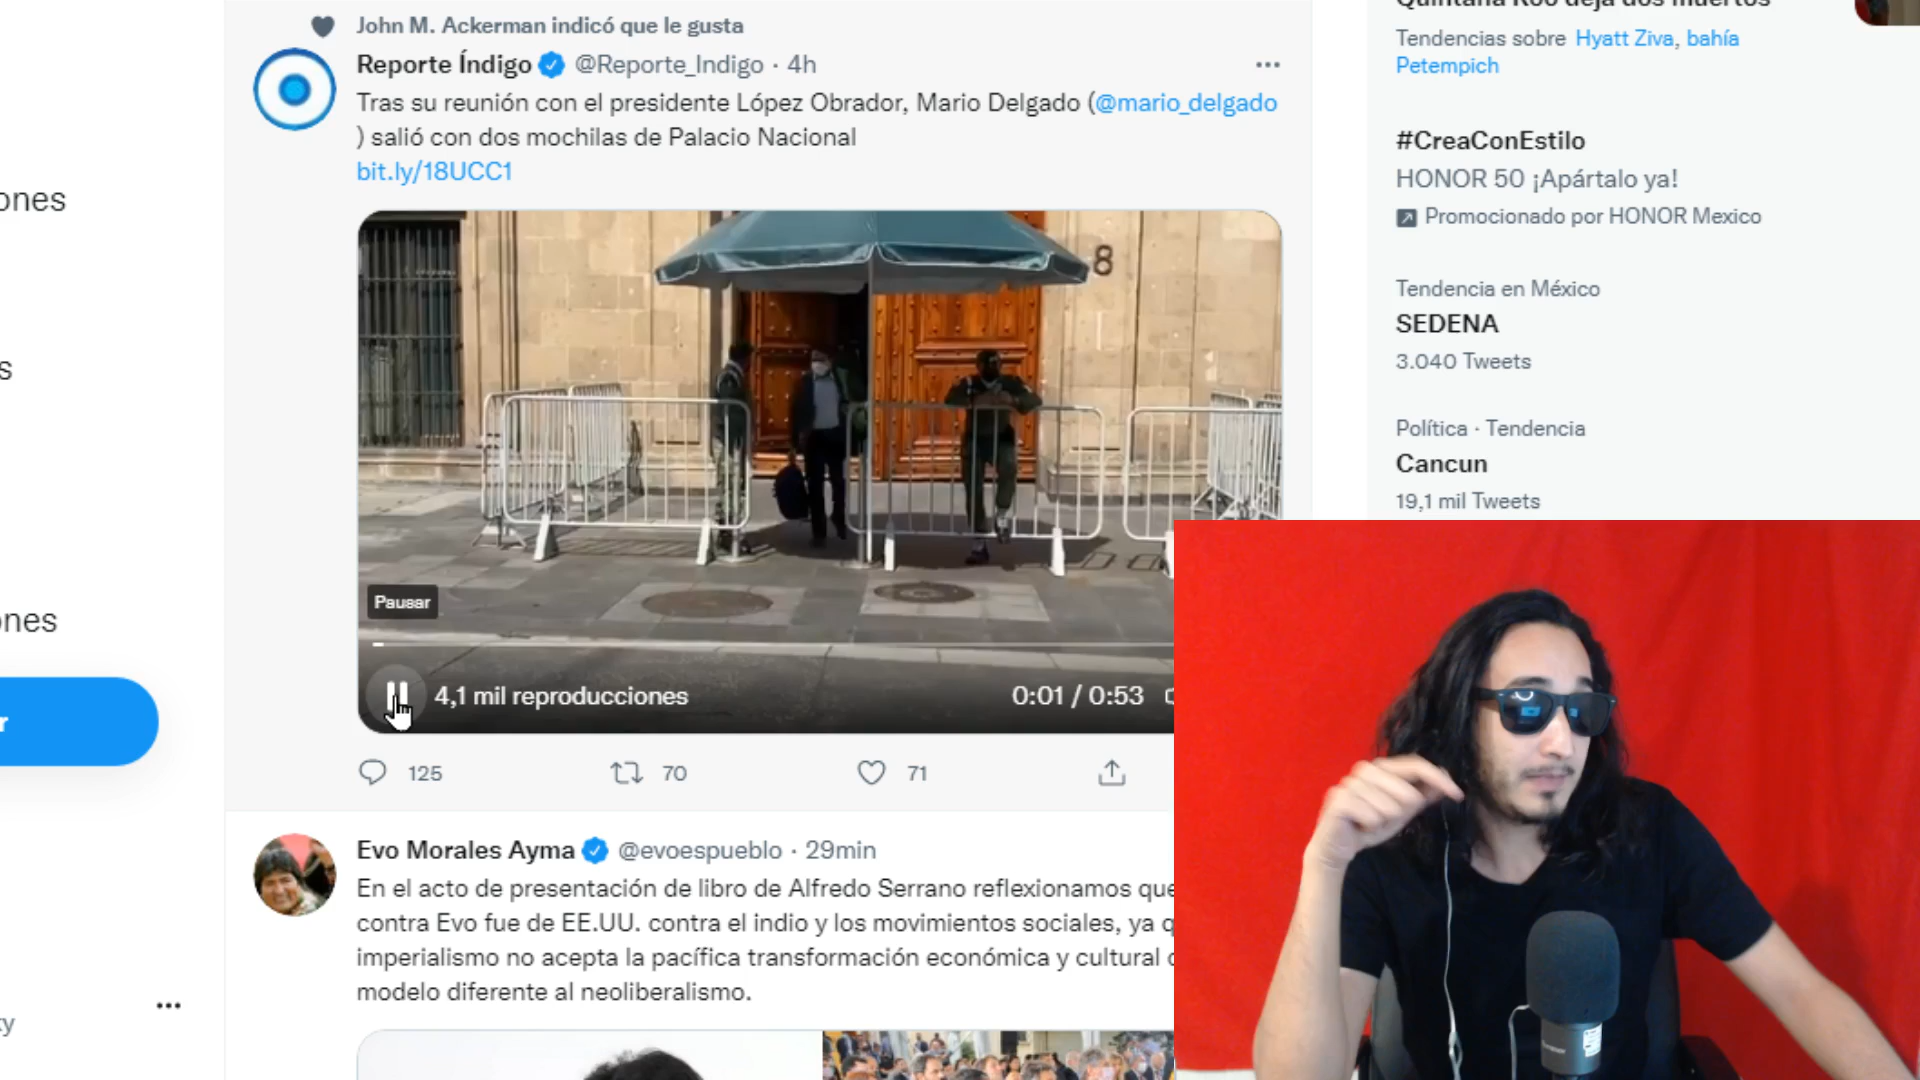 John M. Ackerman indicó que le gusta
Reporte Índigo @Reporte_Indigo · 4h
Tras su reunión con el presidente López Obrador, Mario Delgado (@mario_delgado
) salió con dos mochilas de Palacio Nacional
bit.ly/18UCC1
8
Pausar
4,1 mil reproducciones
0:01 / 0:53
125
70
71
Evo Morales Ayma @evoespueblo · 29min
En el acto de presentación de libro de Alfredo Serrano reflexionamos que
contra Evo fue de EE.UU. contra el indio y los movimientos sociales, ya q
imperialismo no acepta la pacífica transformación económica y cultural
modelo diferente al neoliberalismo.
Quintana Roo deja dos muertos
Tendencias sobre Hyatt Ziva, bahía
Petempich
#CreaConEstilo
HONOR 50 ¡Apártalo ya!
Promocionado por HONOR Mexico
Tendencia en México
SEDENA
3.040 Tweets
Política · Tendencia
Cancun
19,1 mil Tweets
ones
s
ones
r
y